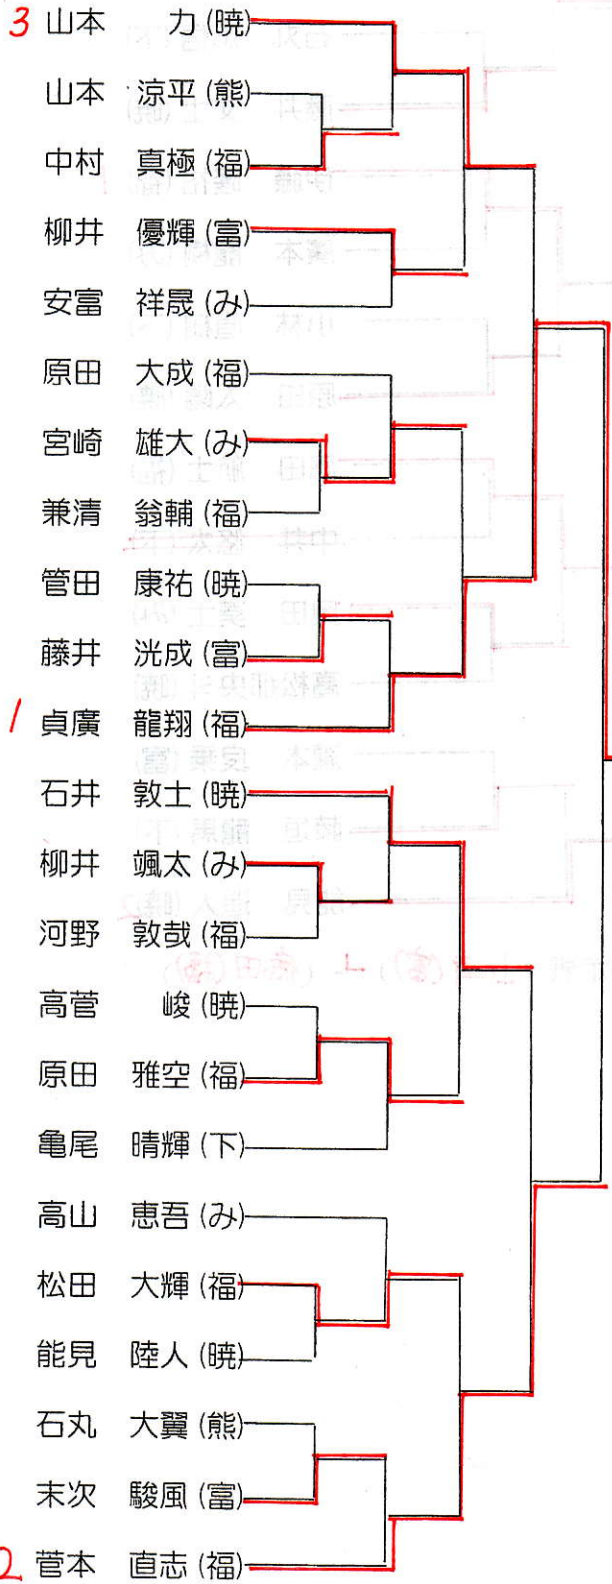 3 山本 力(暁)
山本 涼平(熊)
中村 真極(福)
柳井 優輝(富)
安富 祥晟(み)
原田 大成(福)
宮崎 雄大(み)
兼清 翁輔(福)
管田 康祐(暁)
藤井 洸成(富)
1 貞廣 龍翔(福)
石井 敦士(暁)
柳井 颯太(み)
河野 敦哉(福)
高菅 峻(暁)
原田 雅空(福)
亀尾 晴輝(下)
高山 恵吾(み)
松田 大輝(福)
能見 陸人(暁)
石丸 大翼(熊)
末次 駿風(富)
2 菅本 直志(福)